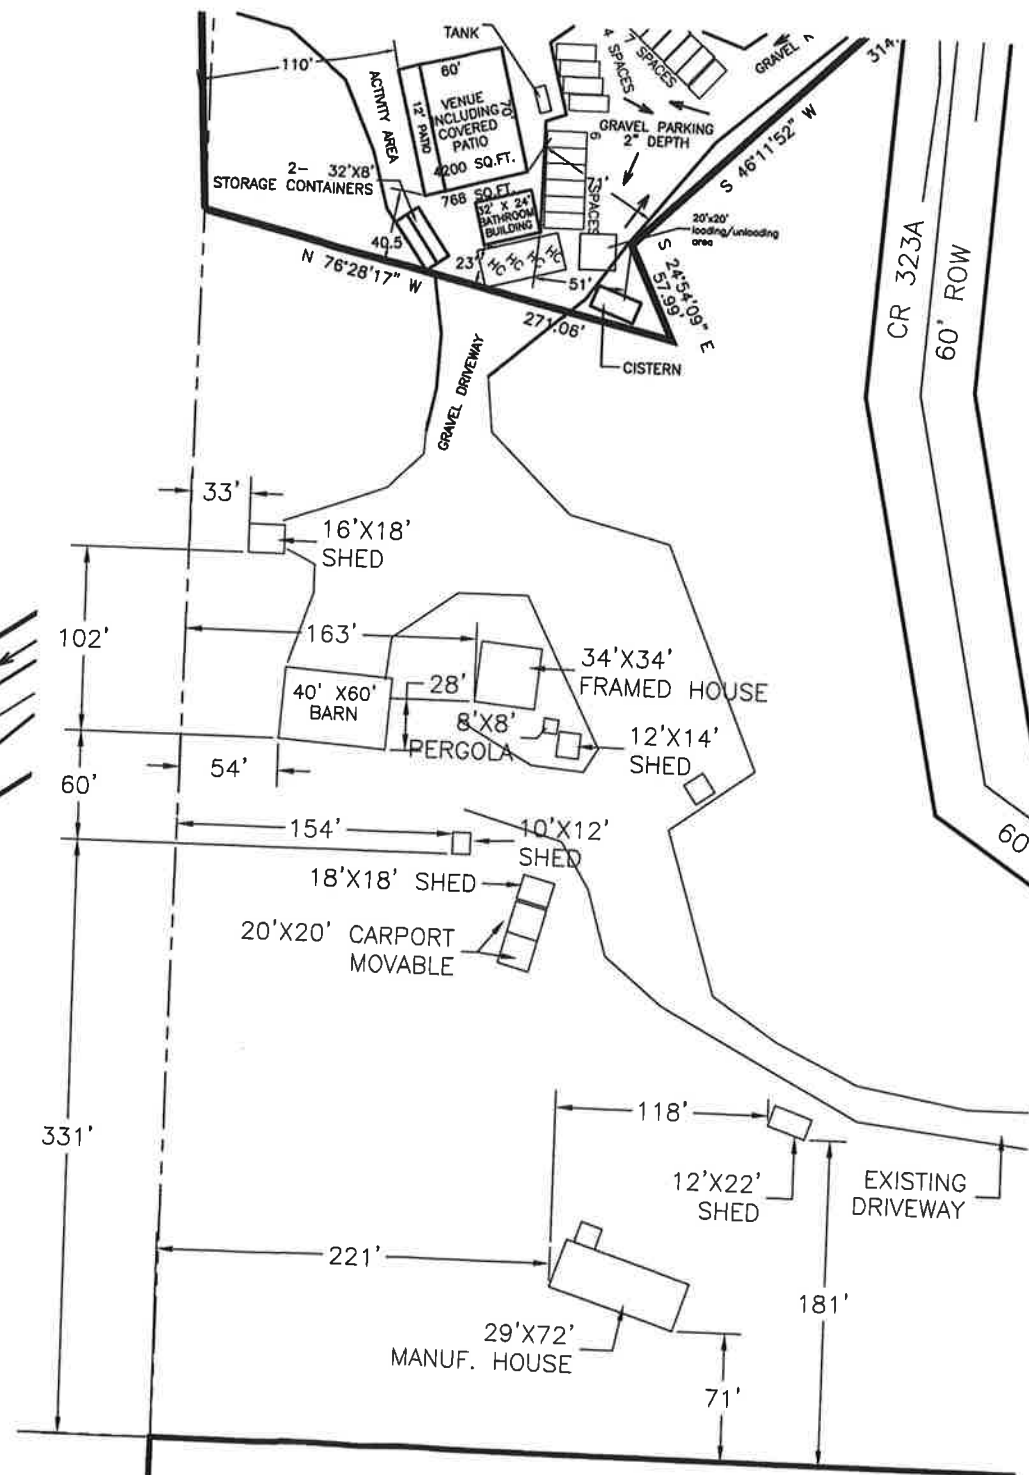 TANK
110'
60'
ACTIVITY AREA
12' PATIO
VENUE
INCLUDING
COVERED
PATIO
70'
4200 SQ.FT.
4 SPACES
7 SPACES
GRAVEL
314.
GRAVEL PARKING
2" DEPTH
S 46°11'52" W
6
SPACES
71'
2- 32'X8'
STORAGE CONTAINERS
768 SQ.FT.
32' X 24'
BATHROOM
BUILDING
20'x20'
loading/unloading
area
40.5
23'
HC HC HC HC
51'
N 76°28'17" W
271.06'
S 24°54'09" E
57.99'
CISTERN
CR 323A
60' ROW
GRAVEL DRIVEWAY
33'
16'X18'
SHED
102'
163'
34'X34'
FRAMED HOUSE
40' X60'
BARN
28'
8'X8'
PERGOLA
12'X14'
SHED
60'
54'
154'
10'X12'
SHED
60
18'X18' SHED
20'X20' CARPORT
MOVABLE
331'
118'
12'X22'
SHED
EXISTING
DRIVEWAY
221'
181'
29'X72'
MANUF. HOUSE
71'